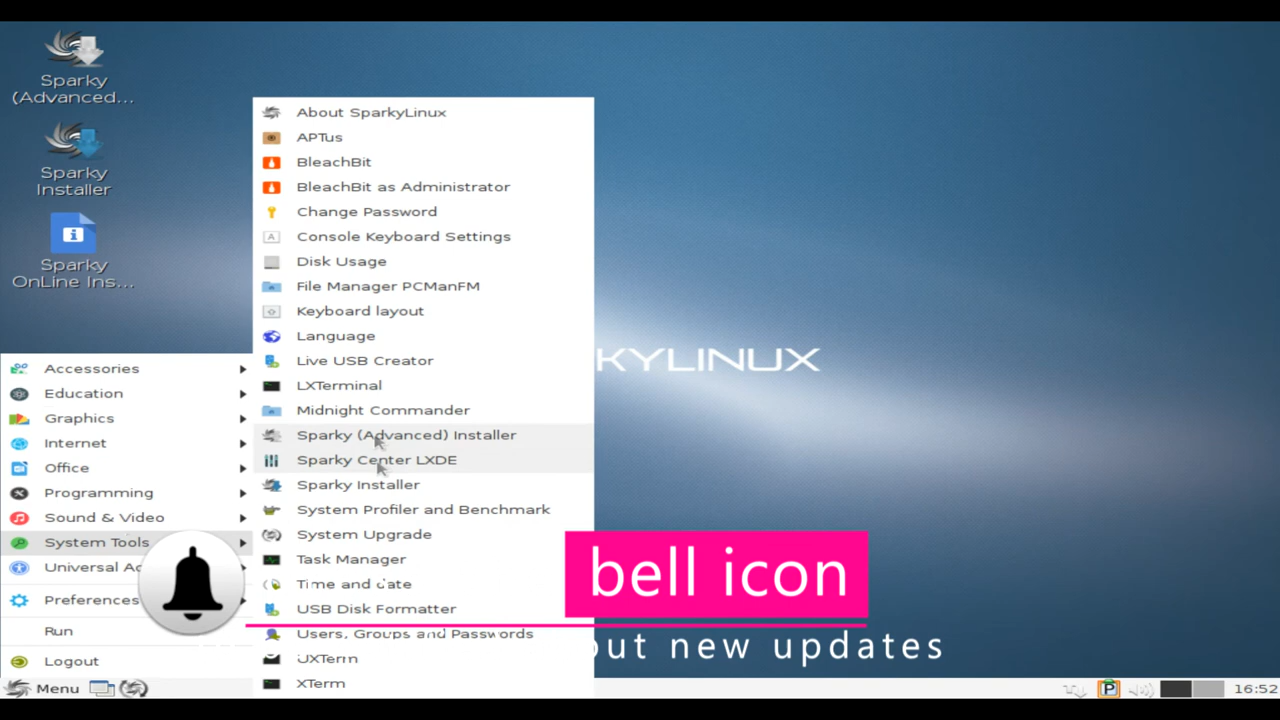 Sparky
(Advanced...
Sparky
Installer
Sparky
OnLine Ins...
KYLINUX
About SparkyLinux
APTus
BleachBit
BleachBit as Administrator
Change Password
Console Keyboard Settings
Disk Usage
File Manager PCManFM
Keyboard layout
Language
Live USB Creator
LXTerminal
Midnight Commander
Sparky (Advanced) Installer
Sparky Center LXDE
Sparky Installer
System Profiler and Benchmark
System Upgrade
Task Manager
Time and date
USB Disk Formatter
Users, Groups and Passwords
UXTerm
XTerm
Accessories
Education
Graphics
Internet
Office
Programming
Sound & Video
System Tools
Universal Ac
Preferences
Run
Logout
bell icon
out new updates
Menu
16:52